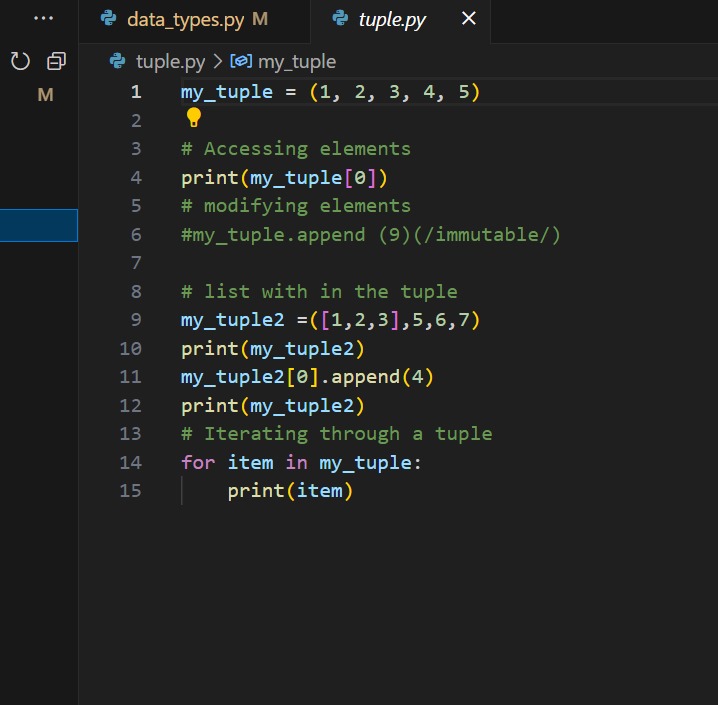 ...
data_types.py M
tuple.py
tuple.py > my_tuple
M
1 my_tuple = (1, 2, 3, 4, 5)
2
3 # Accessing elements
4 print(my_tuple[0])
5 # modifying elements
6 #my_tuple.append (9)(/immutable/)
7
8 # list with in the tuple
9 my_tuple2 =([1,2,3],5,6,7)
10 print(my_tuple2)
11 my_tuple2[0].append(4)
12 print(my_tuple2)
13 # Iterating through a tuple
14 for item in my_tuple:
15     print(item)